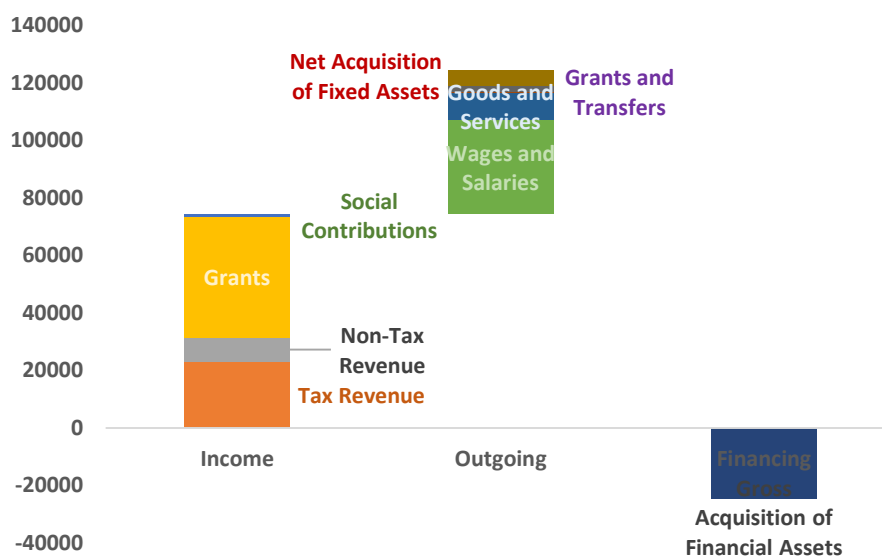 140000
120000
100000
80000
60000
40000
20000
0
-20000
-40000
Net Acquisition
of Fixed Assets
Grants and
Transfers
Goods and
Services
Wages and
Salaries
Social
Contributions
Grants
Non-Tax
Revenue
Tax Revenue
Income
Outgoing
Financing
Gross
Acquisition of
Financial Assets